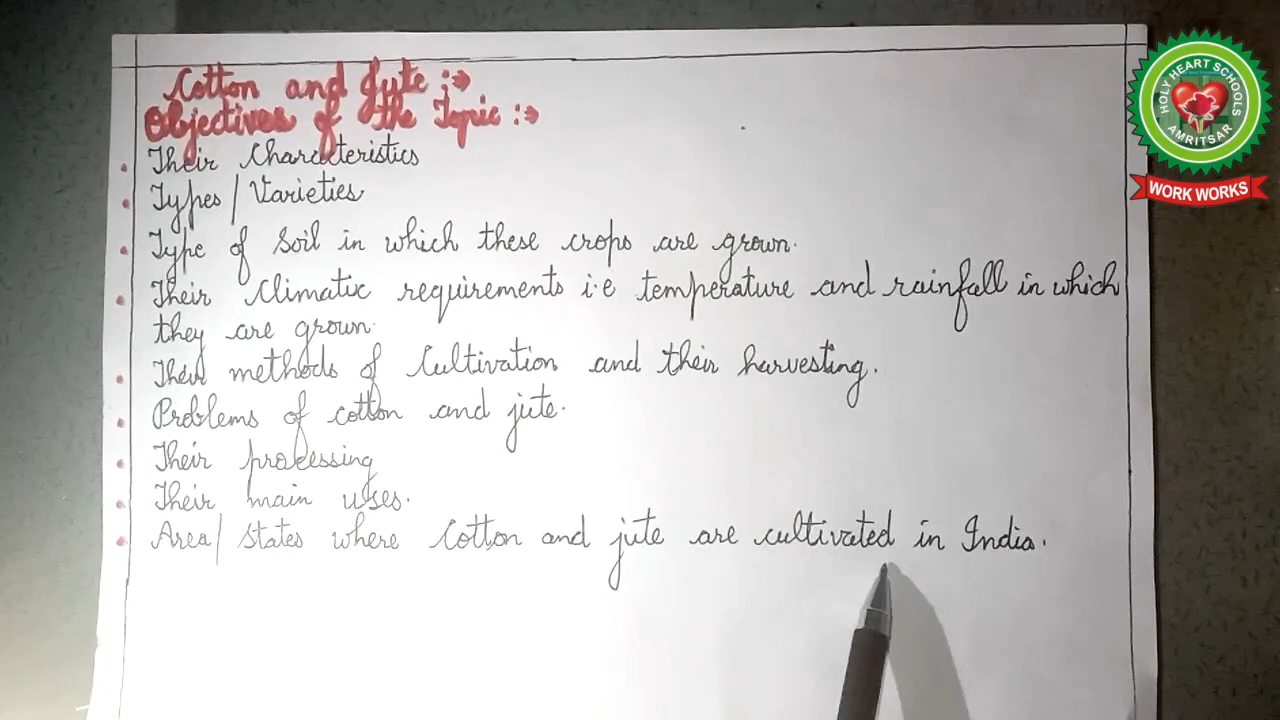 Cotton and Jute :→
Objectives of the Topic :→
• Their Characteristics
• Types / Varieties
• Type of soil in which these crops are grown.
• Their Climatic requirements i.e temperature and rainfall in which
they are grown.
• Their methods of Cultivation and their harvesting.
• Problems of cotton and jute.
• Their processing
• Their main uses.
• Area/ States where Cotton and jute are cultivated in India.
HOLY HEART SCHOOLS
AMRITSAR
WORK WORKS